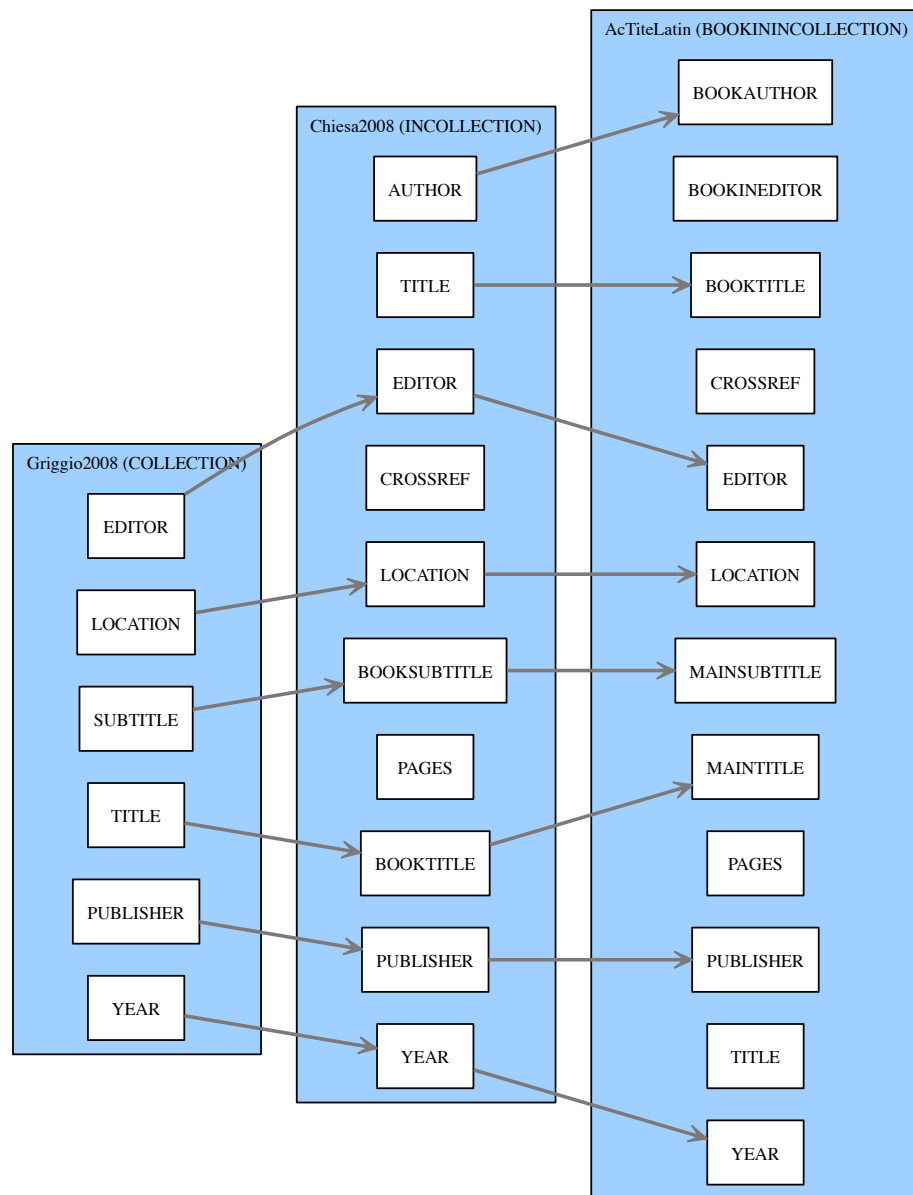 Griggio2008 (COLLECTION)
EDITOR
LOCATION
SUBTITLE
TITLE
PUBLISHER
YEAR
Chiesa2008 (INCOLLECTION)
AUTHOR
TITLE
EDITOR
CROSSREF
LOCATION
BOOKSUBTITLE
PAGES
BOOKTITLE
PUBLISHER
YEAR
AcTiteLatin (BOOKININCOLLECTION)
BOOKAUTHOR
BOOKINEDITOR
BOOKTITLE
CROSSREF
EDITOR
LOCATION
MAINSUBTITLE
MAINTITLE
PAGES
PUBLISHER
TITLE
YEAR